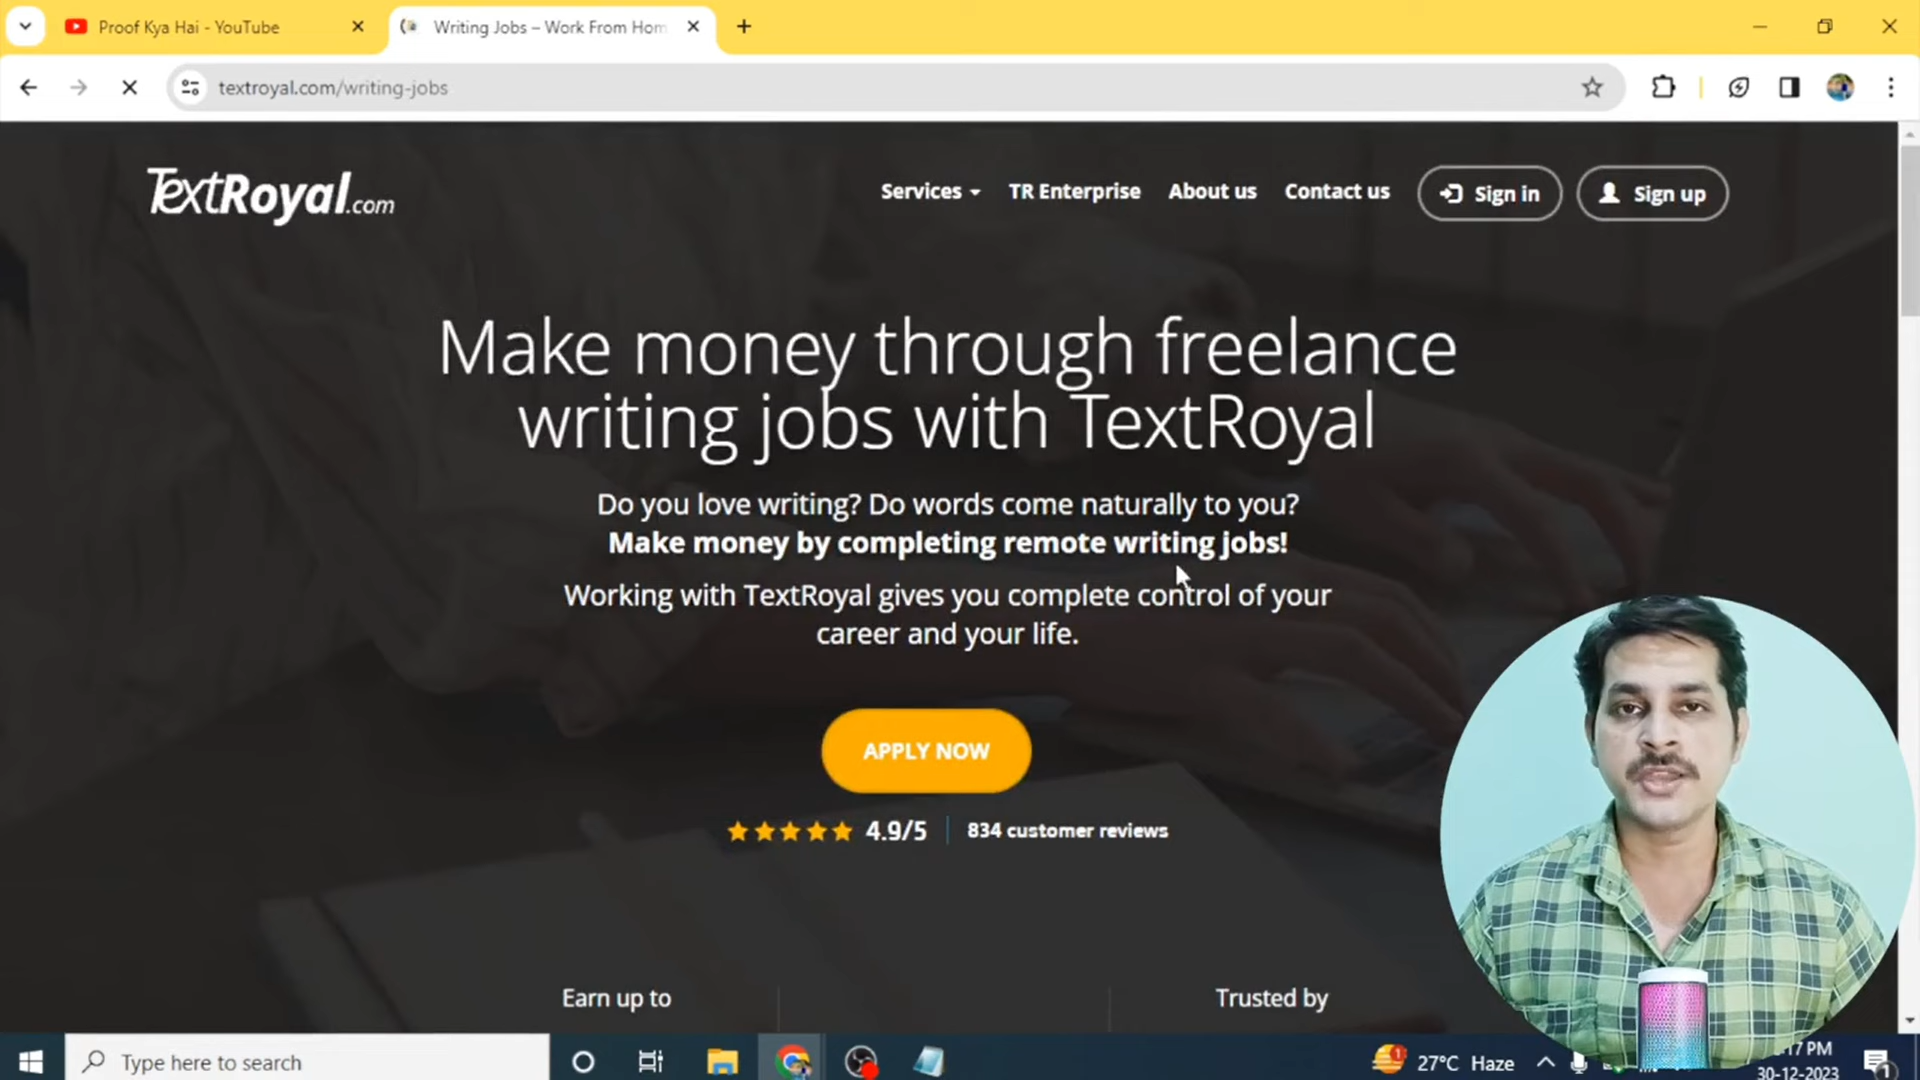 Proof Kya Hai - YouTube
Writing Jobs – Work From Hom
textroyal.com/writing-jobs
TextRoyal.com
Services
TR Enterprise
About us
Contact us
Sign in
Sign up
Make money through freelance
writing jobs with TextRoyal
Do you love writing? Do words come naturally to you?
Make money by completing remote writing jobs!
Working with TextRoyal gives you complete control of your
career and your life.
APPLY NOW
4.9/5
834 customer reviews
Earn up to
Trusted by
Type here to search
27°C Haze
17 PM
30-12-2023